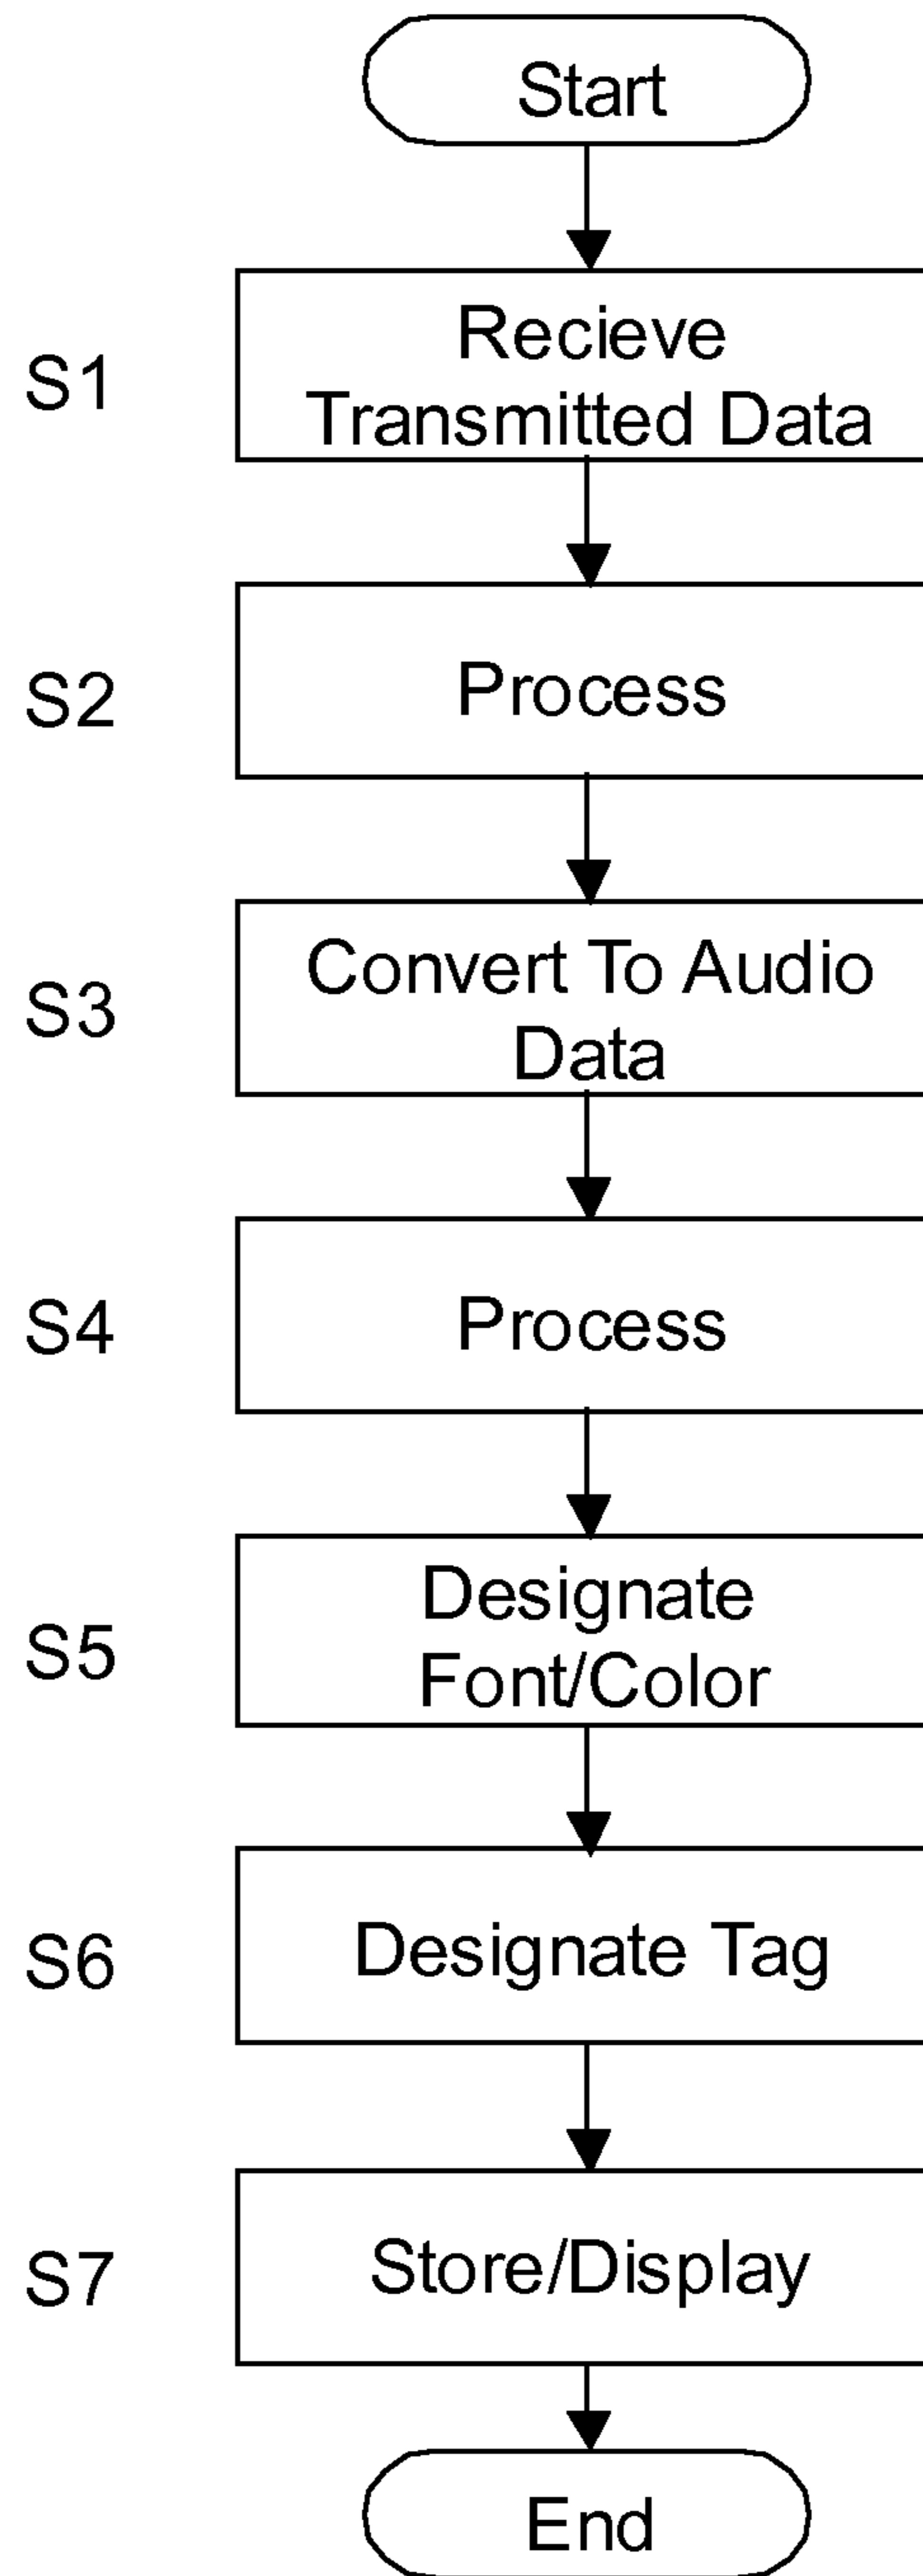 Start
S1
Recieve
Transmitted Data
S2
Process
S3
Convert To Audio
Data
S4
Process
S5
Designate
Font/Color
S6
Designate Tag
S7
Store/Display
End